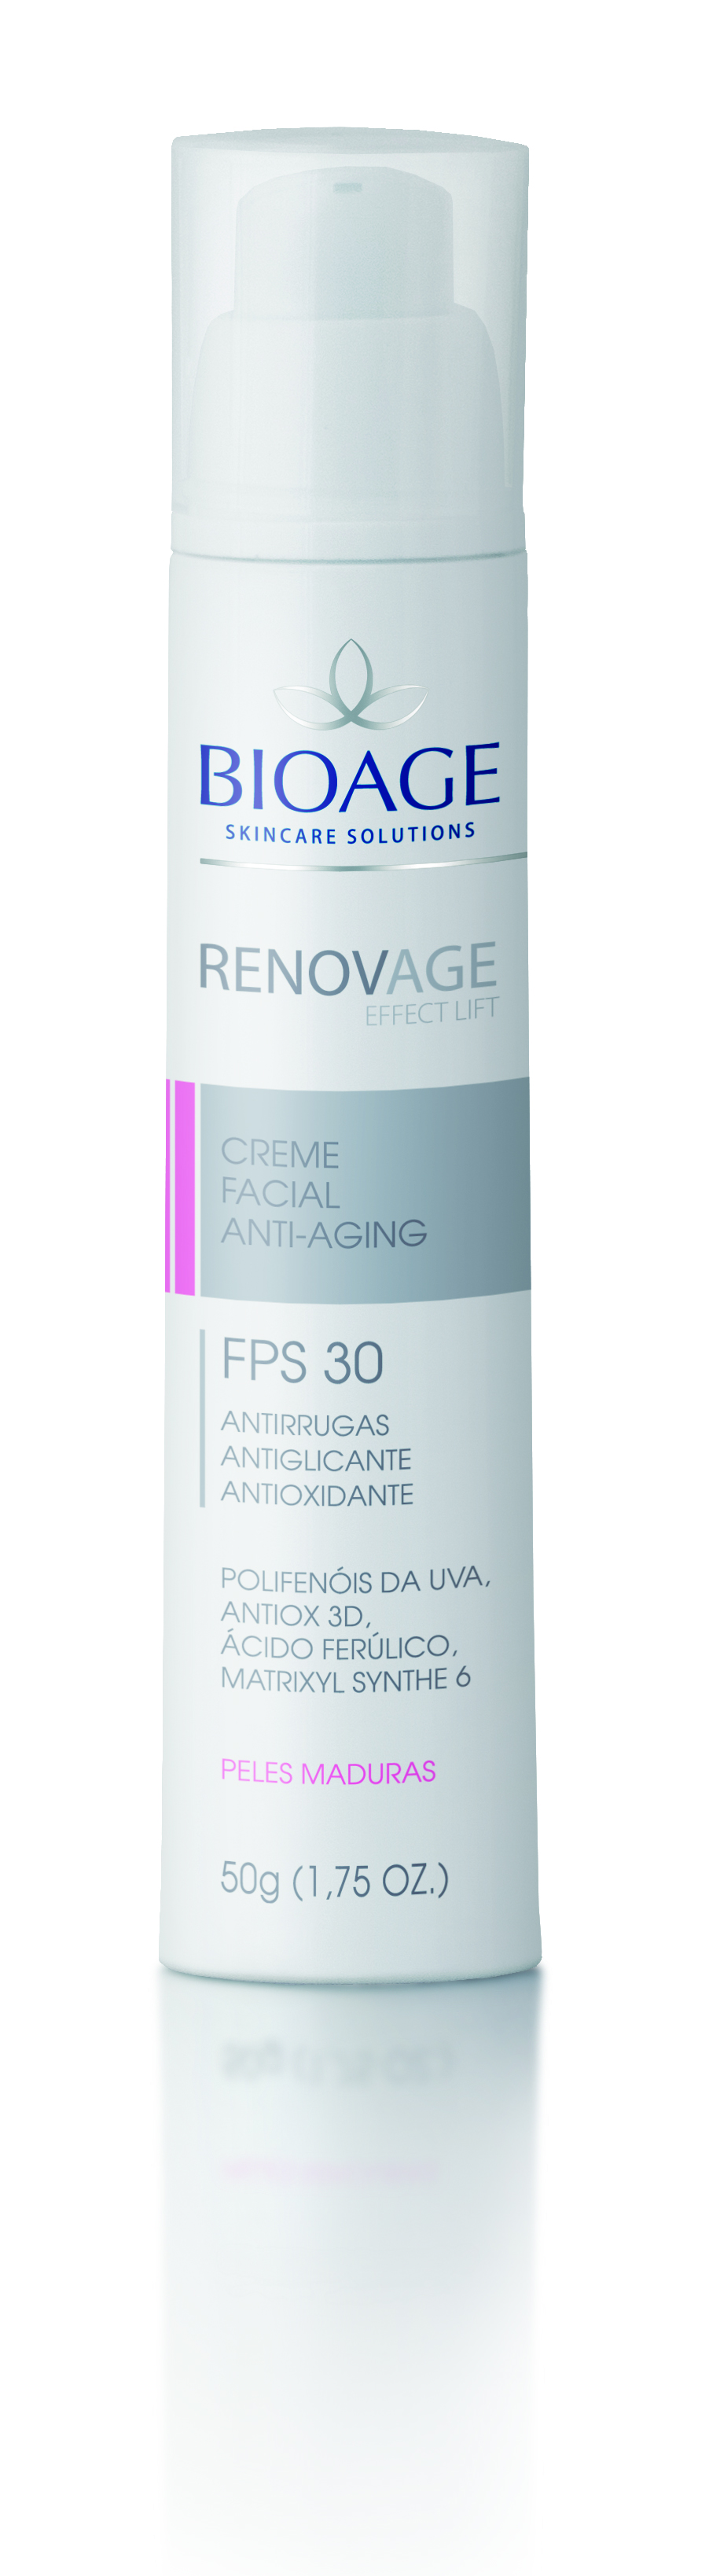 BIOAGE
SKINCARE SOLUTIONS
RENOVAGE
EFFECT LIFT
CREME
FACIAL
ANTI-AGING
FPS 30
ANTIRRUGAS
ANTIGLICANTE
ANTIOXIDANTE
POLIFENÓIS DA UVA,
ANTIOX 3D,
ÁCIDO FERÚLICO,
MATRIXYL SYNTHE 6
PELES MADURAS
50g (1,75 OZ.)